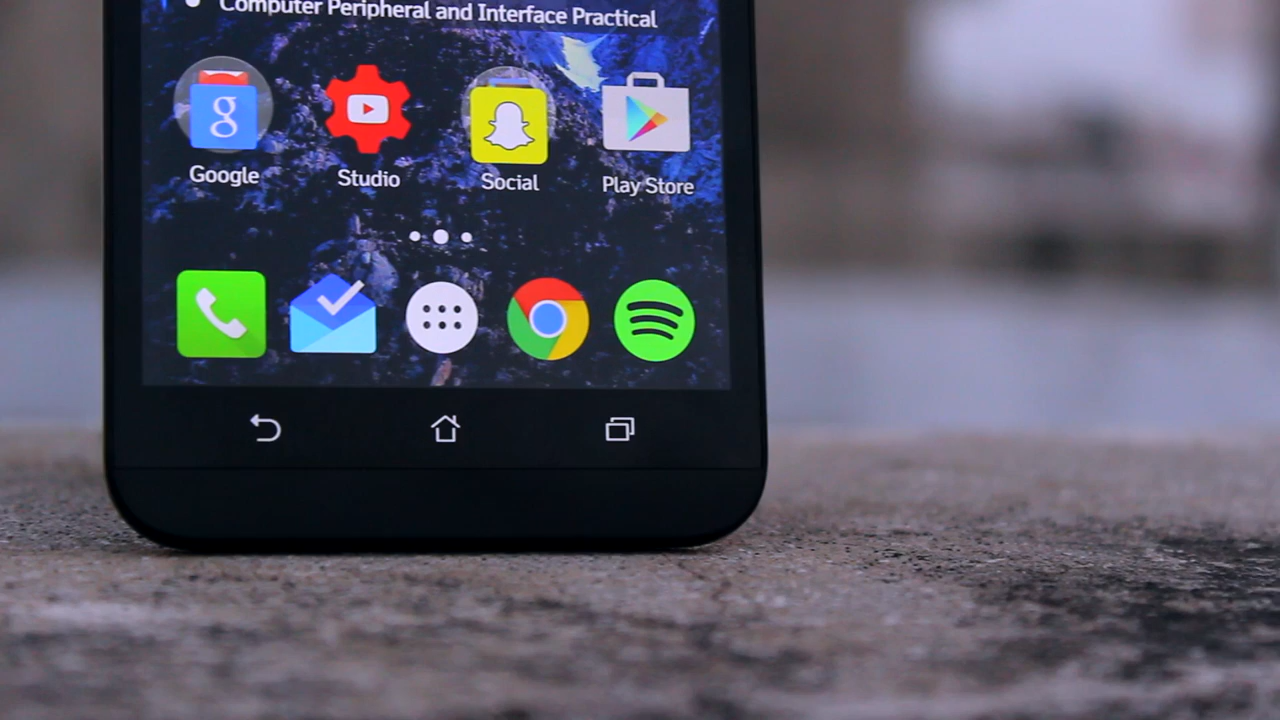 Computer Peripheral and Interface Practical
g
Google
Studio
Social
Play Store